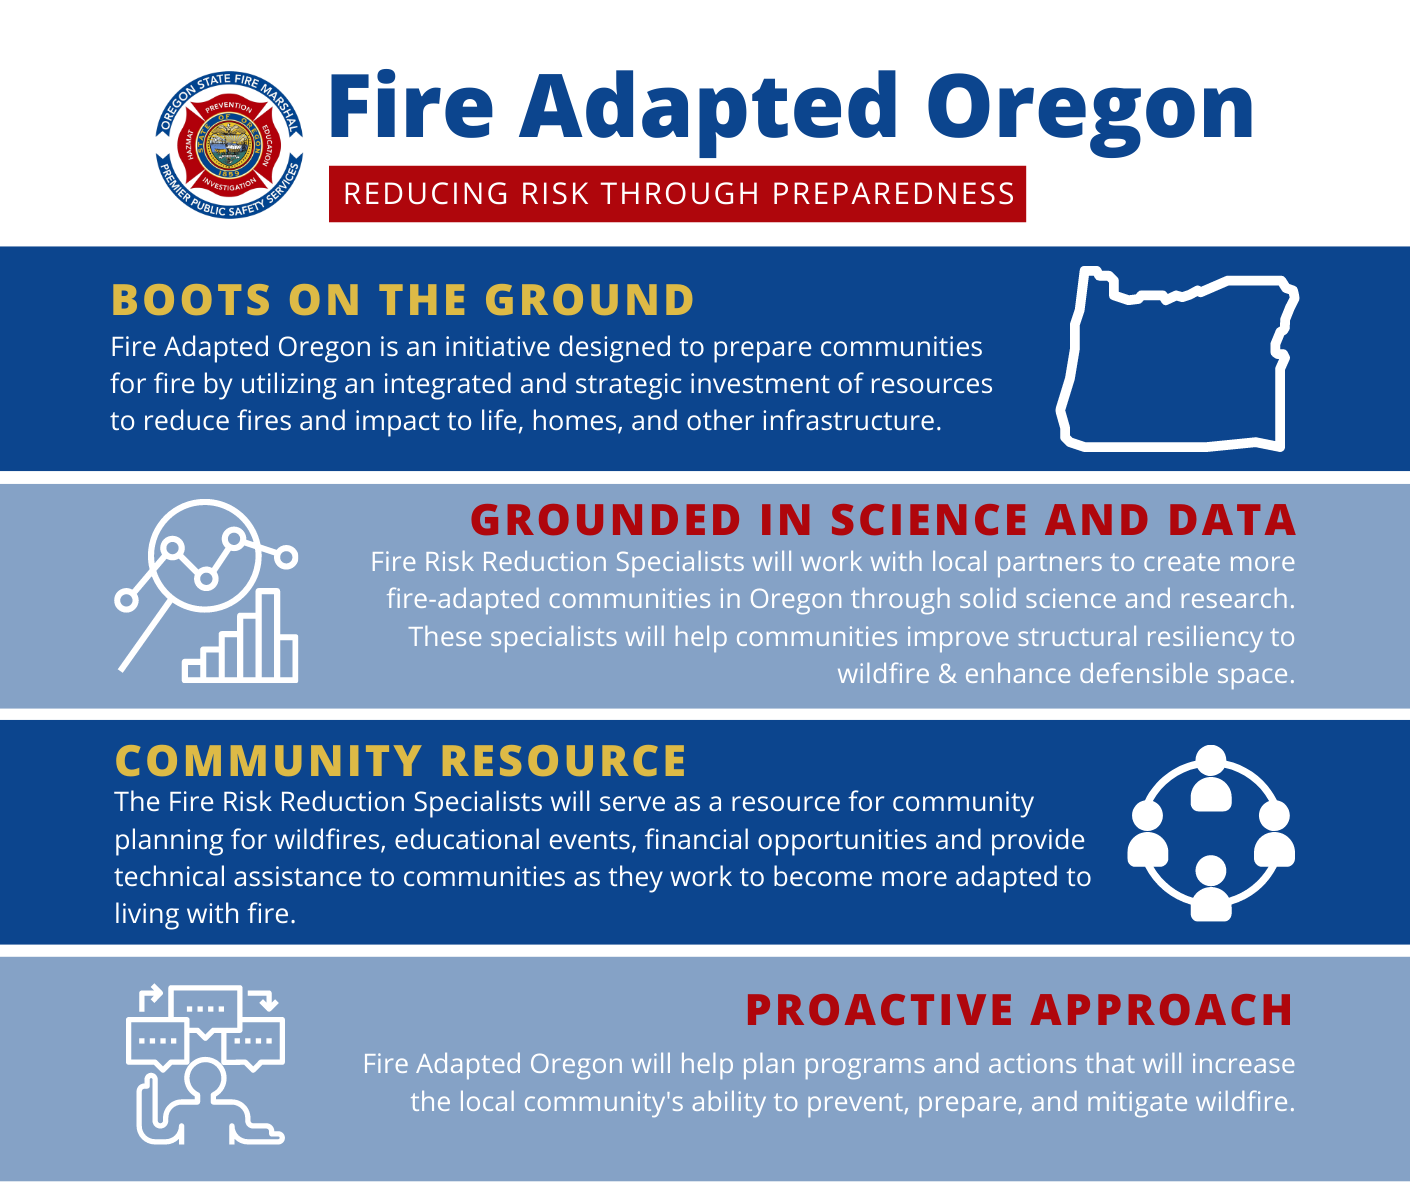 OREGON STATE FIRE MARSHAL
PREVENTION
HAZMAT
EDUCATION
STATE OF OREGON
1859
INVESTIGATION
PREMIER PUBLIC SAFETY SERVICES
Fire Adapted Oregon
REDUCING RISK THROUGH PREPAREDNESS
BOOTS ON THE GROUND
Fire Adapted Oregon is an initiative designed to prepare communities
for fire by utilizing an integrated and strategic investment of resources
to reduce fires and impact to life, homes, and other infrastructure.
GROUNDED IN SCIENCE AND DATA
Fire Risk Reduction Specialists will work with local partners to create more
fire-adapted communities in Oregon through solid science and research.
These specialists will help communities improve structural resiliency to
wildfire & enhance defensible space.
COMMUNITY RESOURCE
The Fire Risk Reduction Specialists will serve as a resource for community
planning for wildfires, educational events, financial opportunities and provide
technical assistance to communities as they work to become more adapted to
living with fire.
PROACTIVE APPROACH
Fire Adapted Oregon will help plan programs and actions that will increase
the local community's ability to prevent, prepare, and mitigate wildfire.